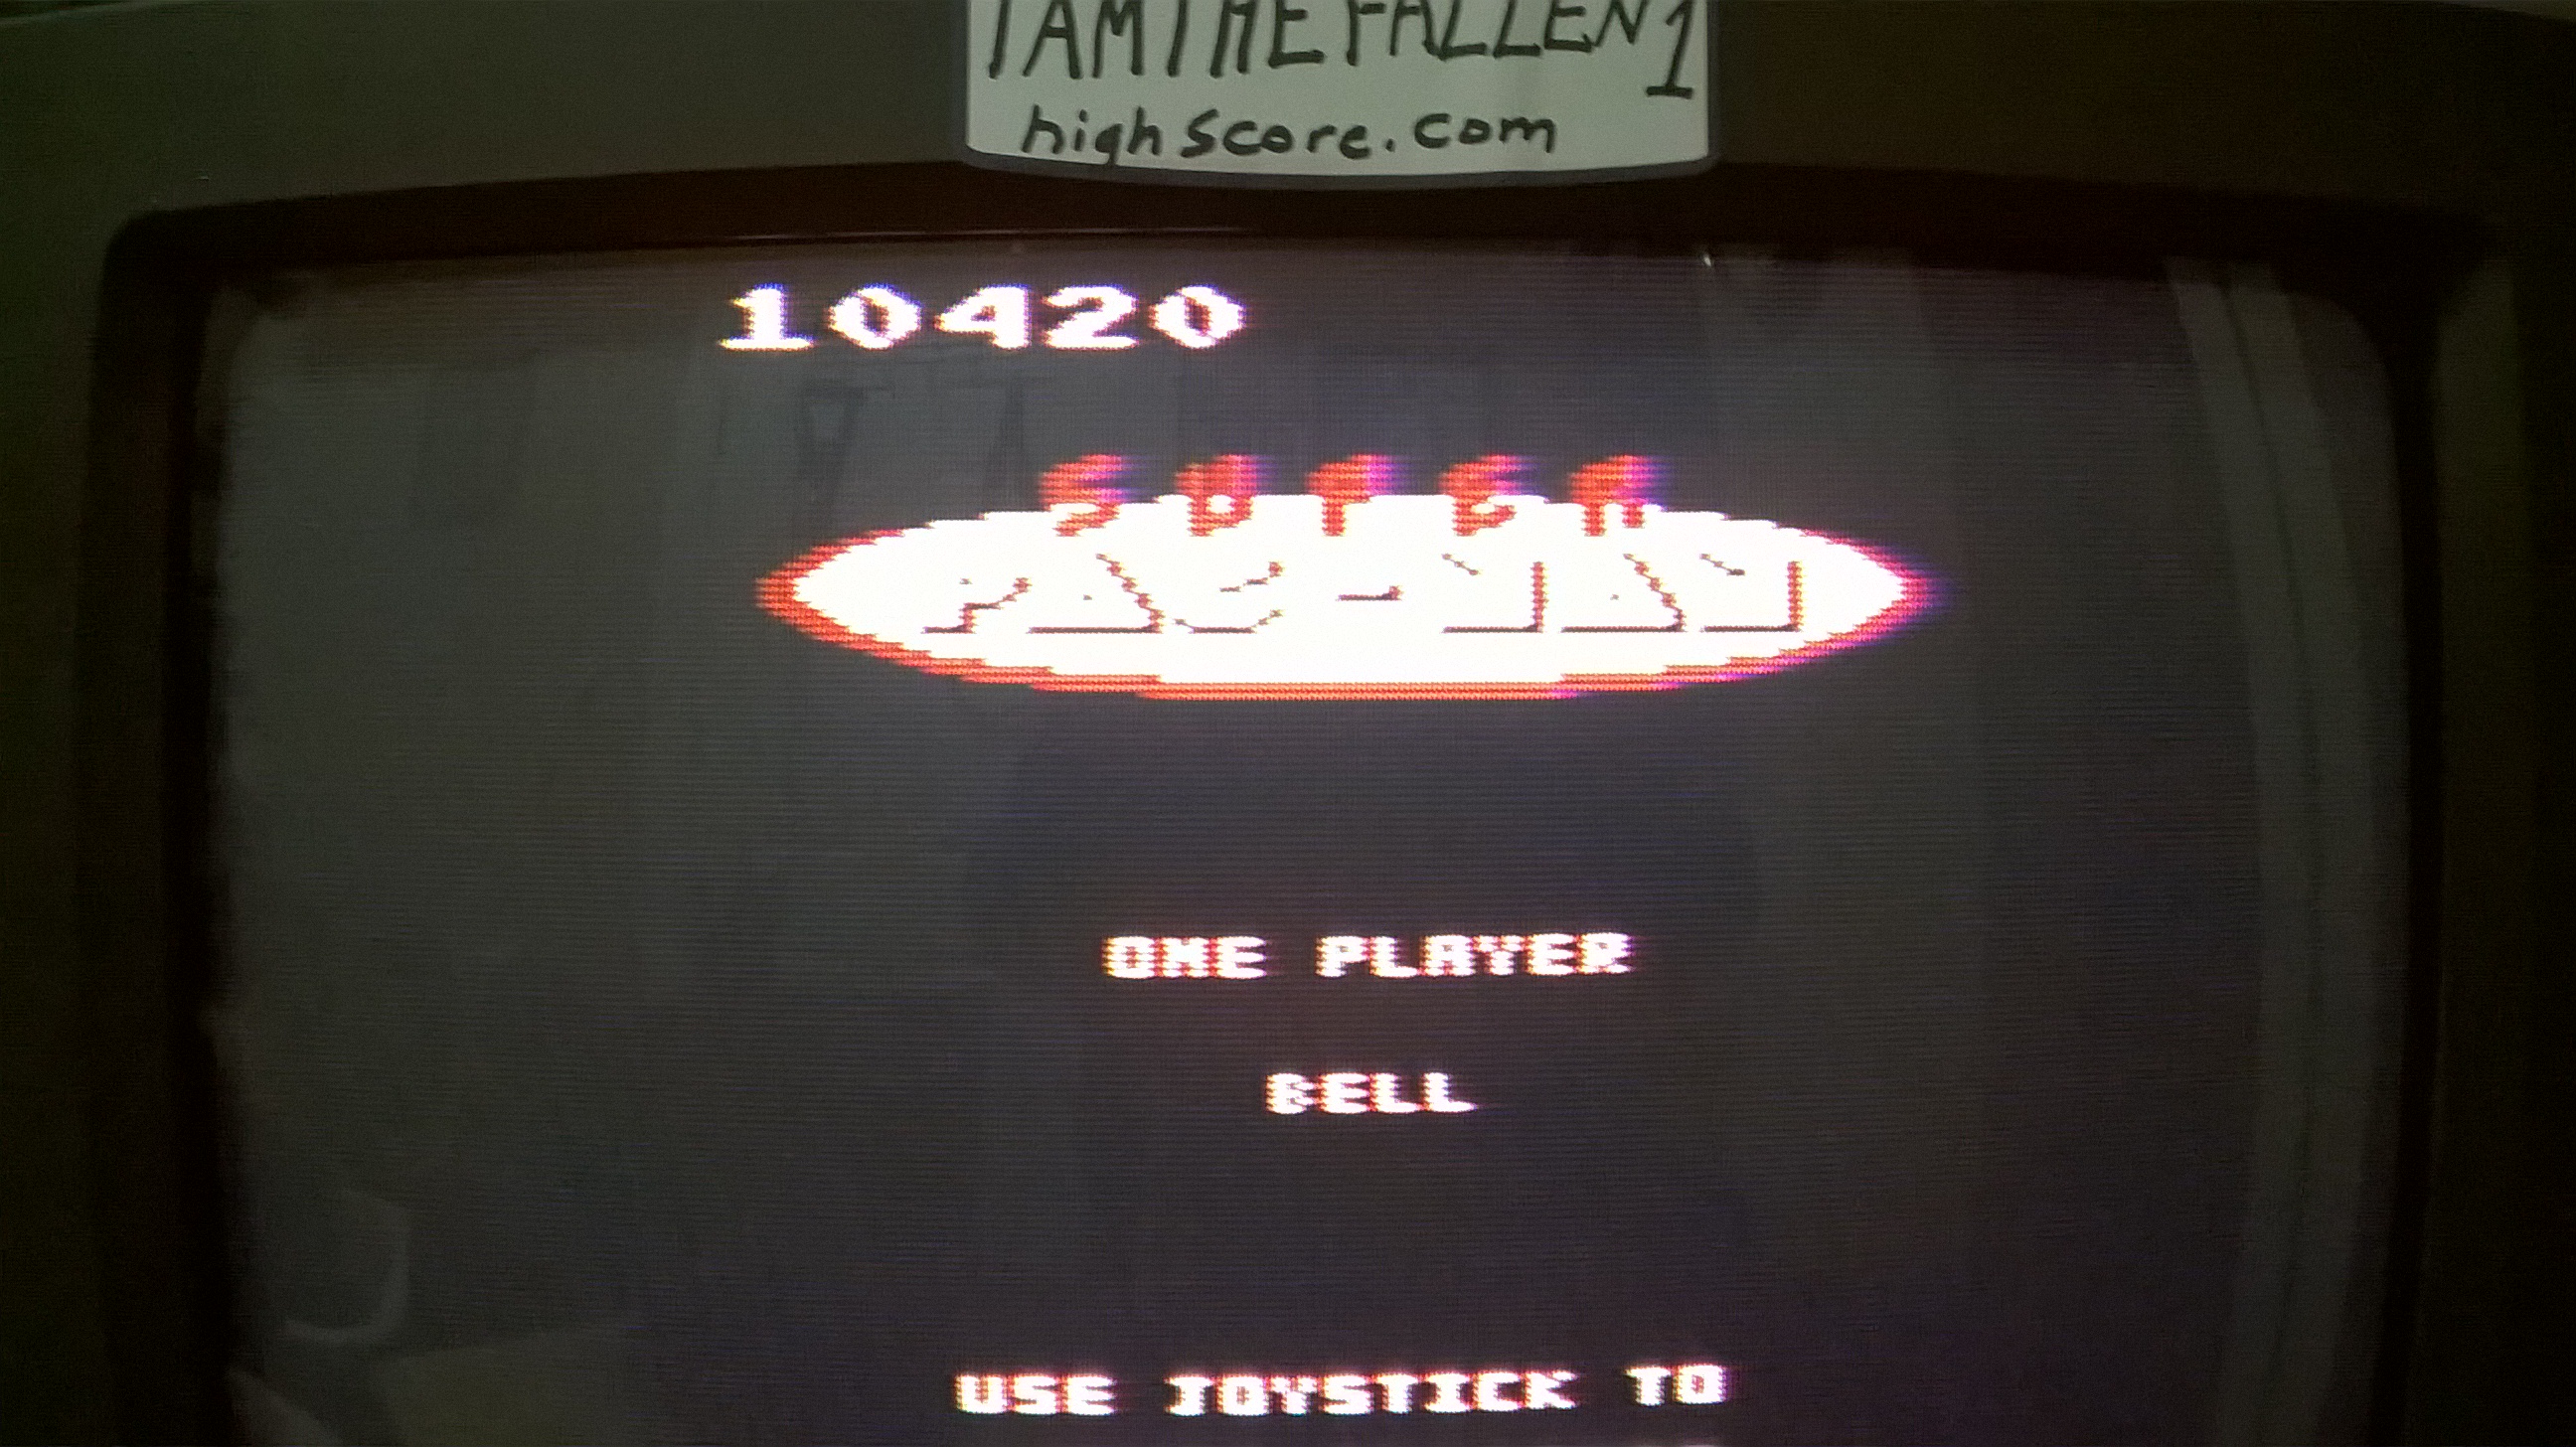 IAMTHEFALLEN1
highscore.com
10420
SUPER
PAC-MAN
ONE PLAYER
BELL
USE JOYSTICK TO